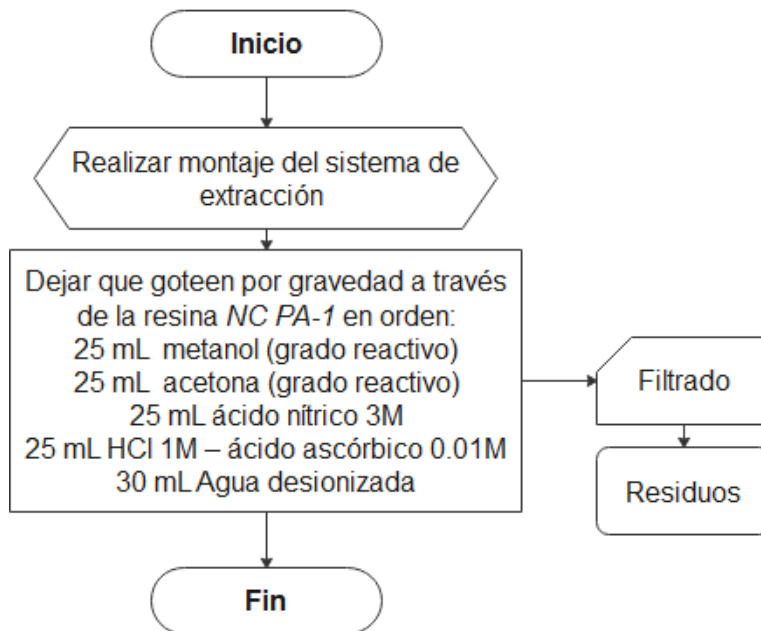 Inicio
Realizar montaje del sistema de
extracción
Dejar que goteen por gravedad a través
de la resina NC PA-1 en orden:
25 mL metanol (grado reactivo)
25 mL acetona (grado reactivo)
25 mL ácido nítrico 3M
25 mL HCl 1M – ácido ascórbico 0.01M
30 mL Agua desionizada
Filtrado
Residuos
Fin